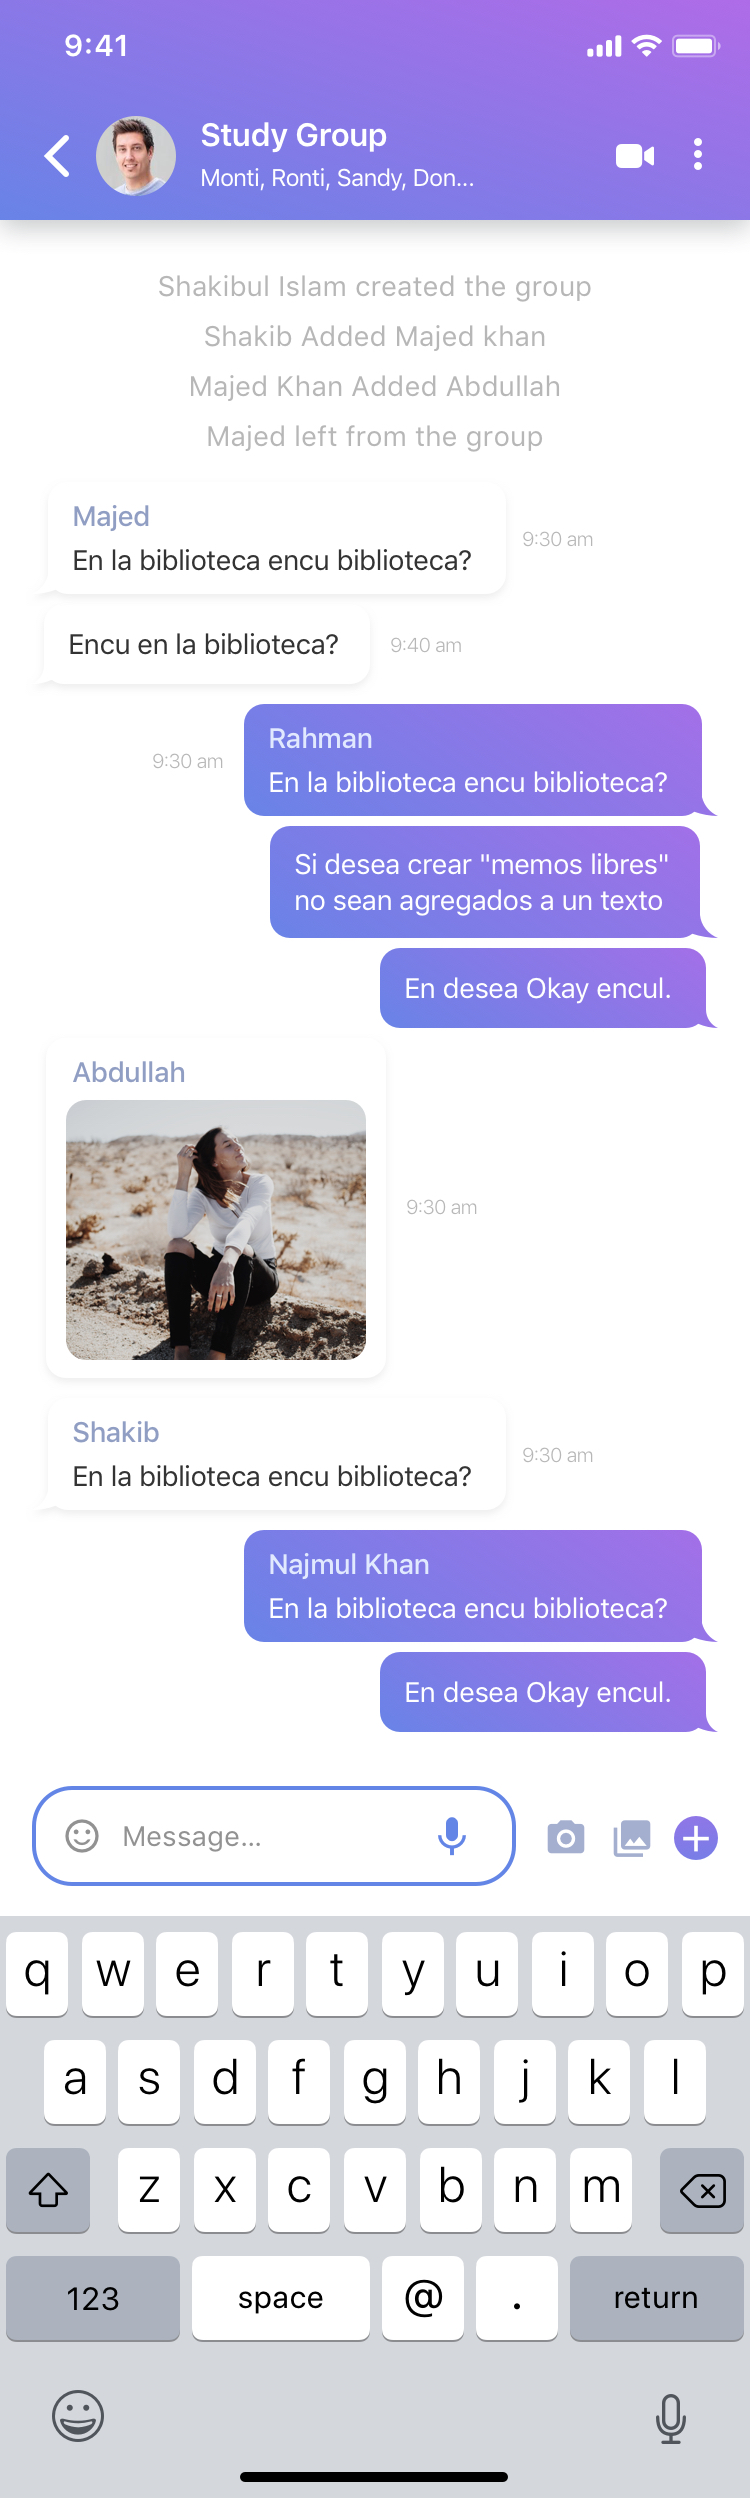 9:41
Study Group
Monti, Ronti, Sandy, Don...
Shakibul Islam created the group
Shakib Added Majed khan
Majed Khan Added Abdullah
Majed left from the group
Majed
En la biblioteca encu biblioteca?
9:30 am
Encu en la biblioteca?
9:40 am
Rahman
9:30 am
En la biblioteca encu biblioteca?
Si desea crear "memos libres"
no sean agregados a un texto
En desea Okay encul.
Abdullah
9:30 am
Shakib
En la biblioteca encu biblioteca?
9:30 am
Najmul Khan
En la biblioteca encu biblioteca?
En desea Okay encul.
Message...
q w e r t y u i o p
a s d f g h j k l
z x c v b n m
123 space @ . return